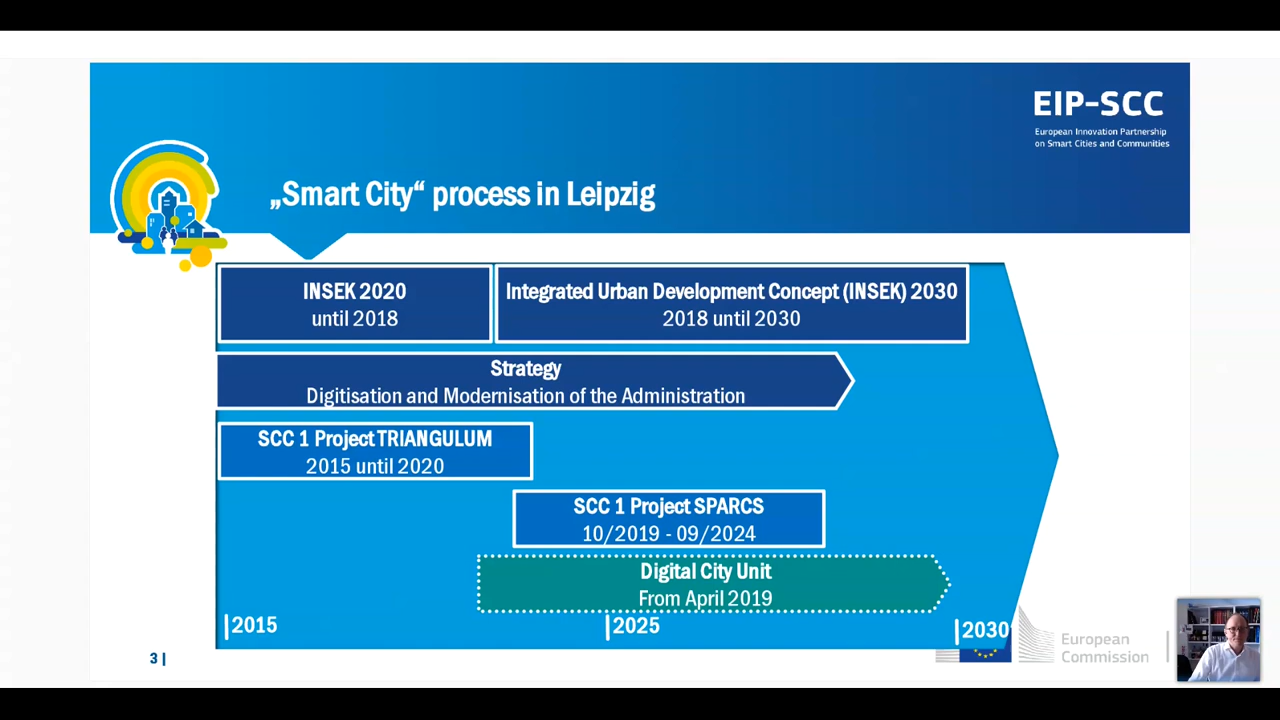 EIP-SCC
European Innovation Partnership
on Smart Cities and Communities
„Smart City“ process in Leipzig
INSEK 2020
until 2018
Integrated Urban Development Concept (INSEK) 2030
2018 until 2030
Strategy
Digitisation and Modernisation of the Administration
SCC 1 Project TRIANGULUM
2015 until 2020
SCC 1 Project SPARCS
10/2019 - 09/2024
Digital City Unit
From April 2019
|2015
|2025
|2030
3 |
European
Commission